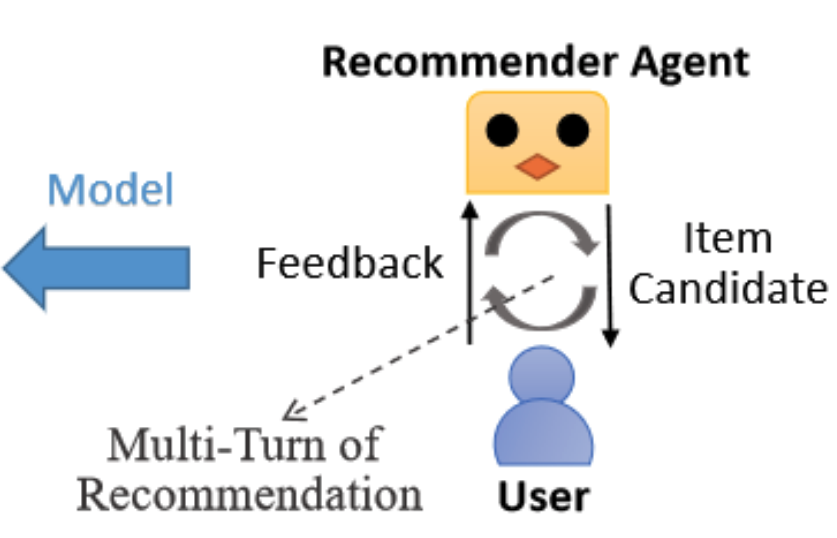 Recommender Agent
Model
Feedback
Item
Candidate
Multi-Turn of
Recommendation
User